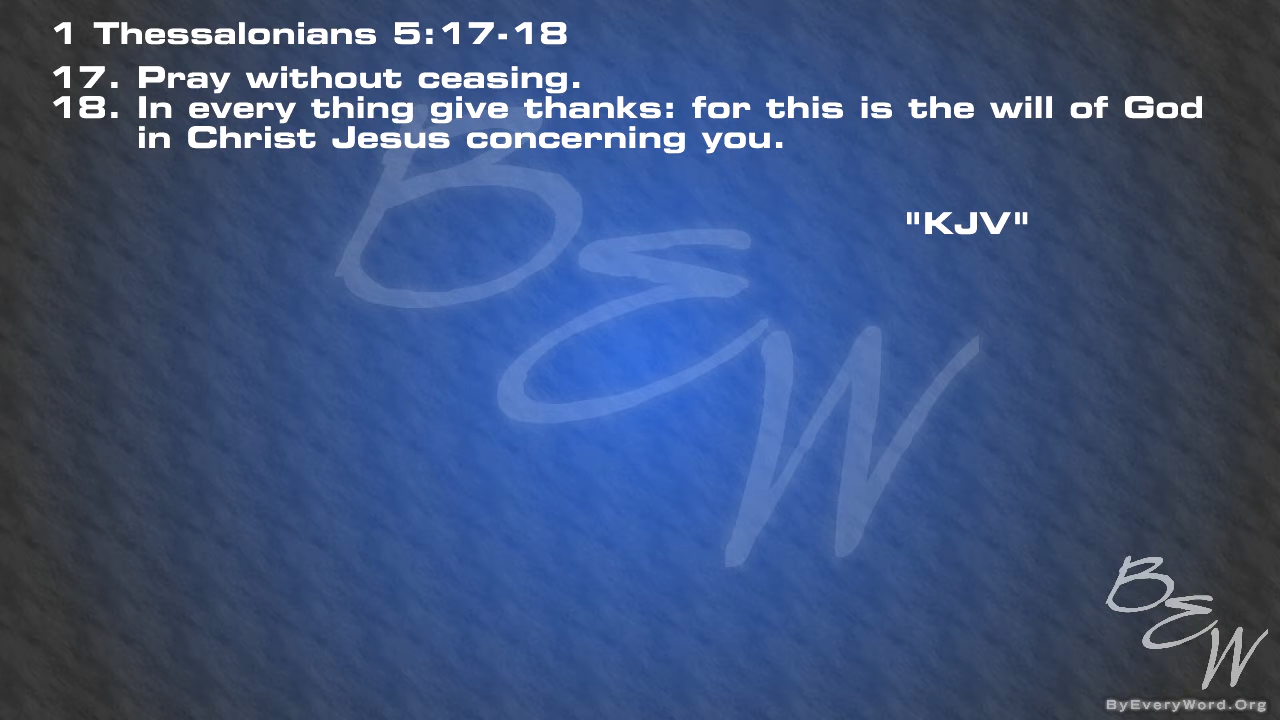 1 Thessalonians 5:17-18
17. Pray without ceasing.
18. In every thing give thanks: for this is the will of God
in Christ Jesus concerning you.
"KJV"
BEW
BEW
ByEveryWord.Org